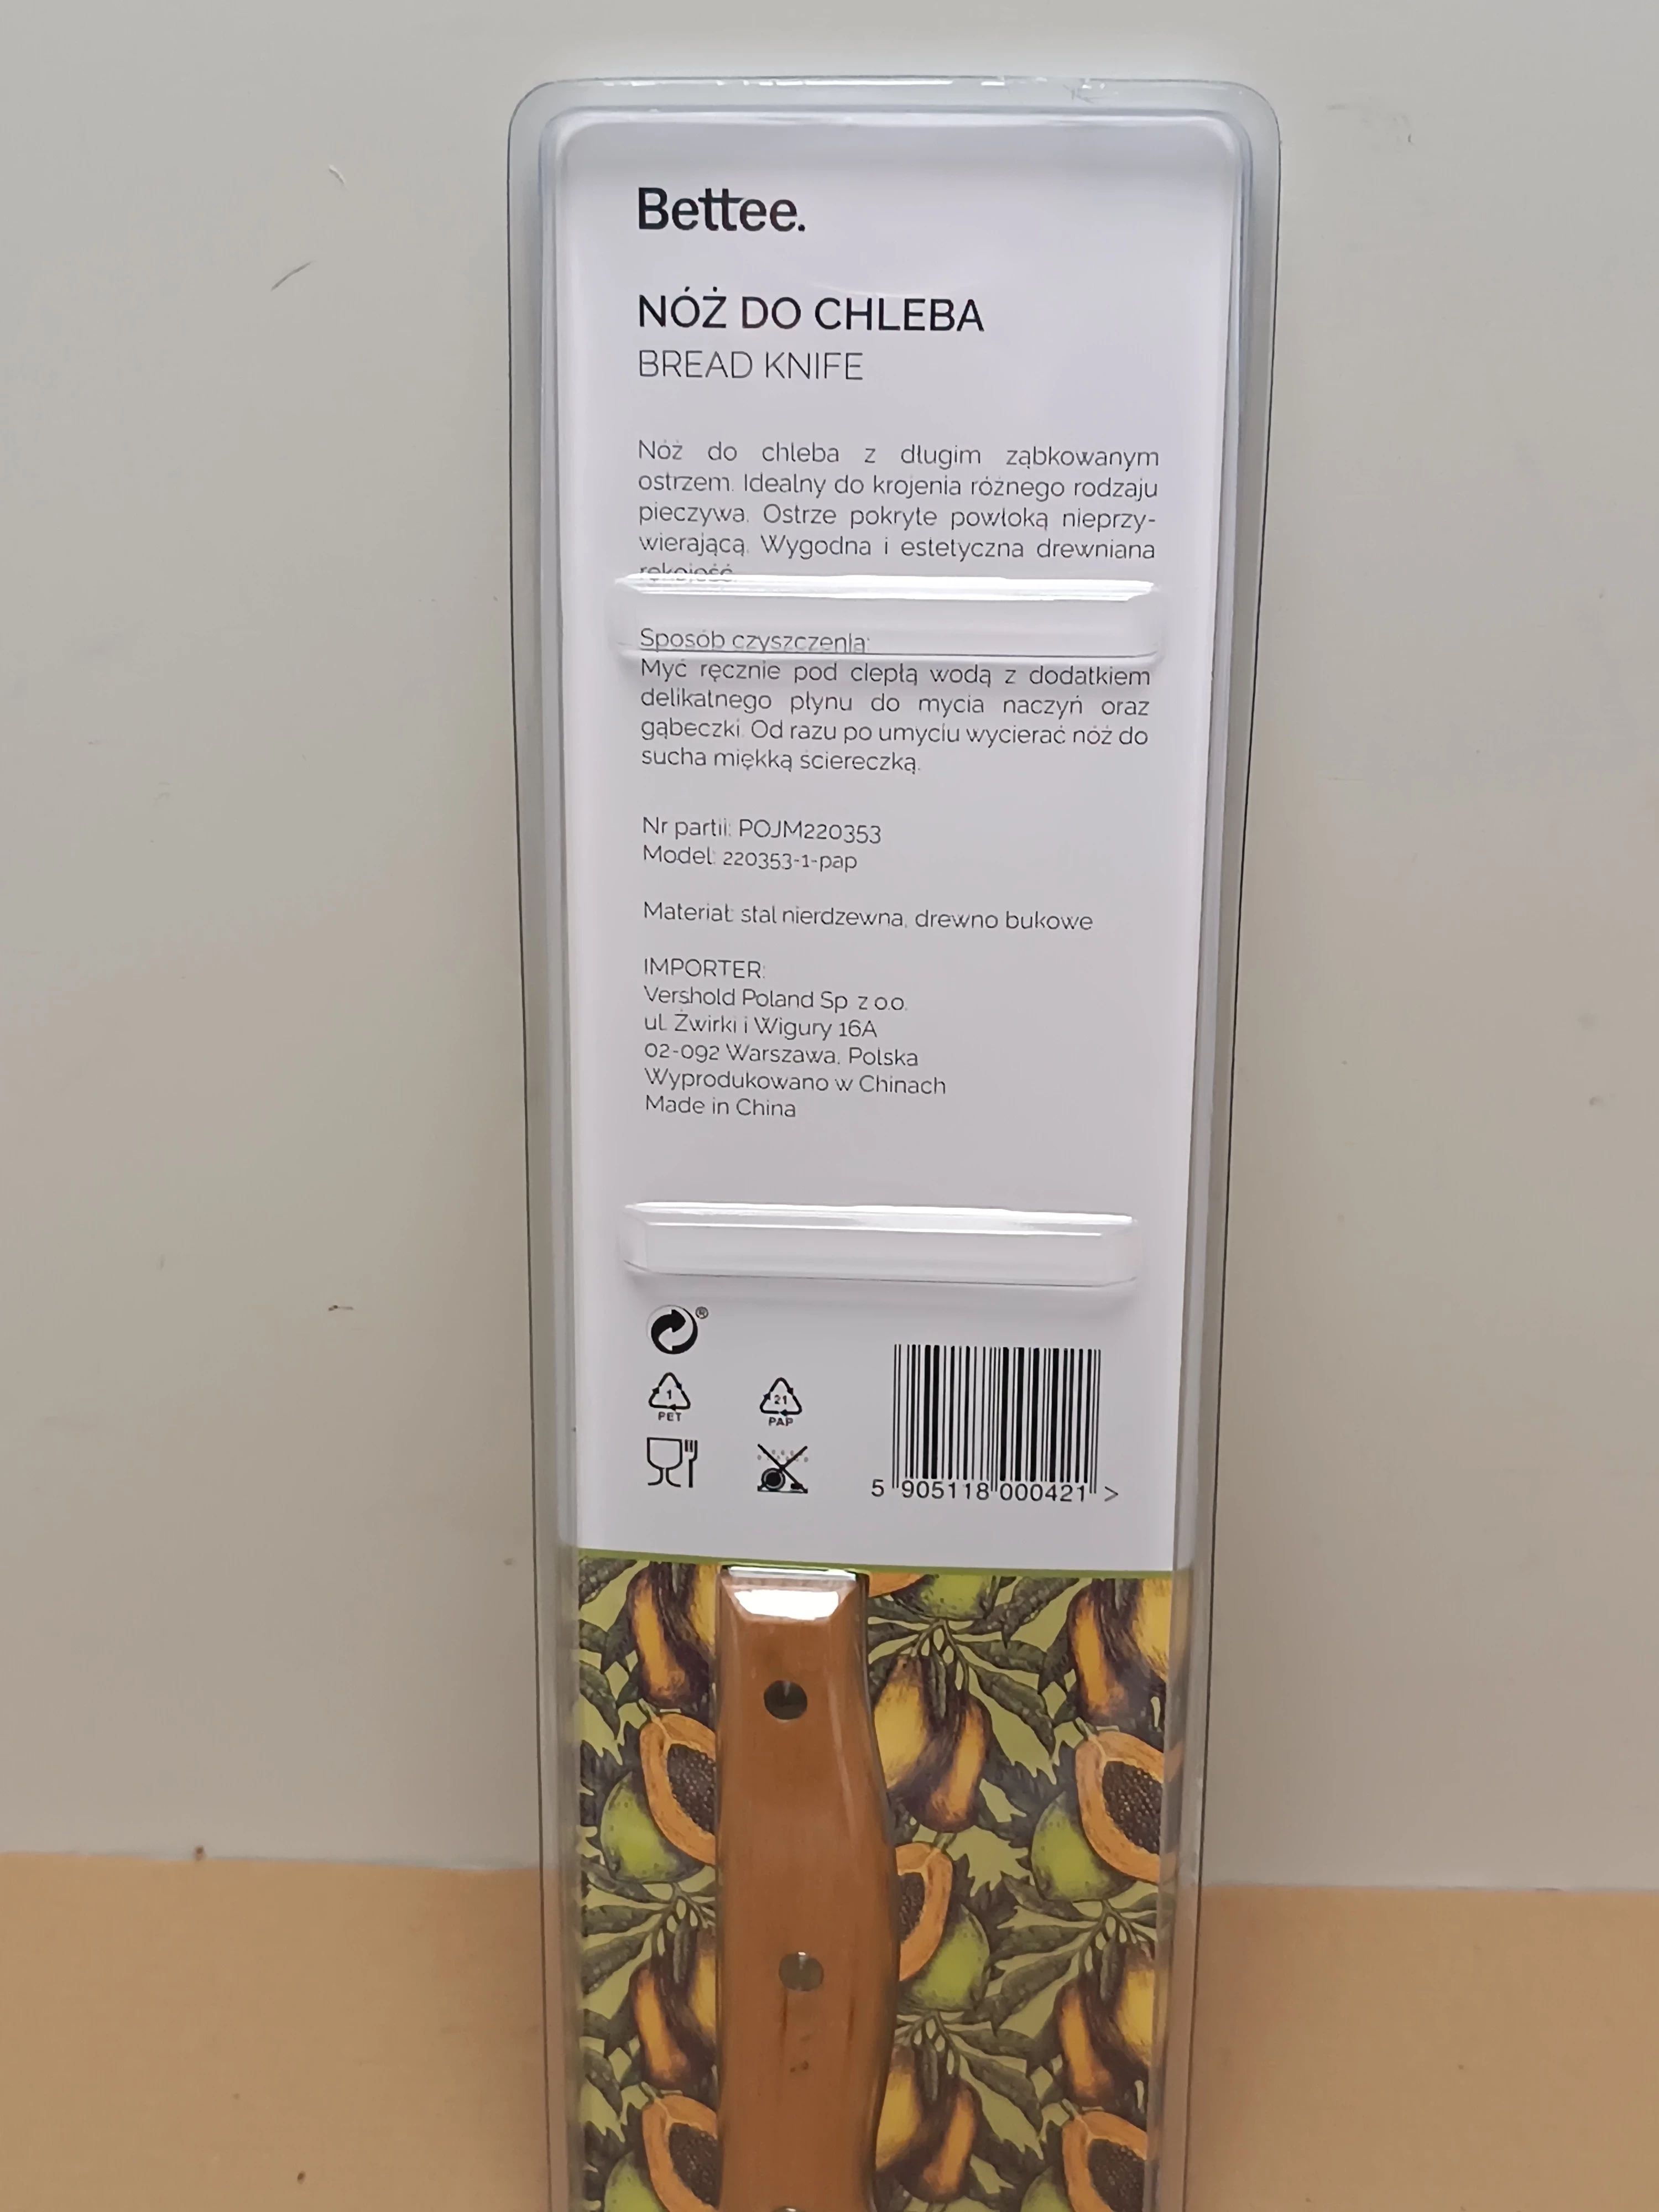 Bettee.
NÓŻ DO CHLEBA
BREAD KNIFE
Nóż do chleba z długim ząbkowanym
ostrzem. Idealny do krojenia różnego rodzaju
pieczywa. Ostrze pokryte powłoką nieprzy-
wierającą. Wygodna i estetyczna drewniana
rękojeść.
Sposób czyszczenia:
Myć ręcznie pod ciepłą wodą z dodatkiem
delikatnego płynu do mycia naczyń oraz
gąbeczki. Od razu po umyciu wycierać nóż do
sucha miękką ściereczką.
Nr partii: POJM220353
Model: 220353-1-pap
Materiał: stal nierdzewna, drewno bukowe
IMPORTER:
Vershold Poland Sp. z o.o.
ul. Żwirki i Wigury 16A
02-092 Warszawa, Polska
Wyprodukowano w Chinach
Made in China
®
1
PET
21
PAP
5 905118 000421 >